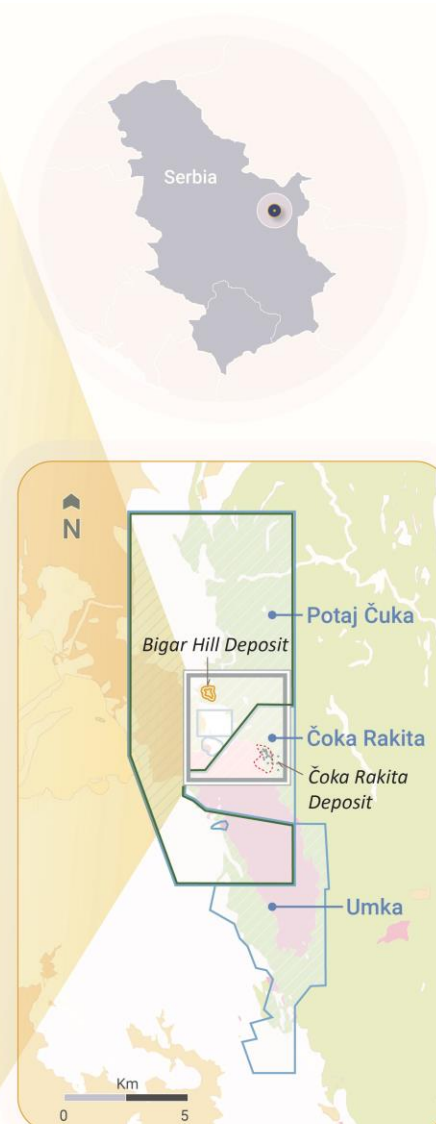 Serbia
N
Potaj Čuka
Bigar Hill Deposit
Čoka Rakita
Čoka Rakita
Deposit
Umka
Km
0 5